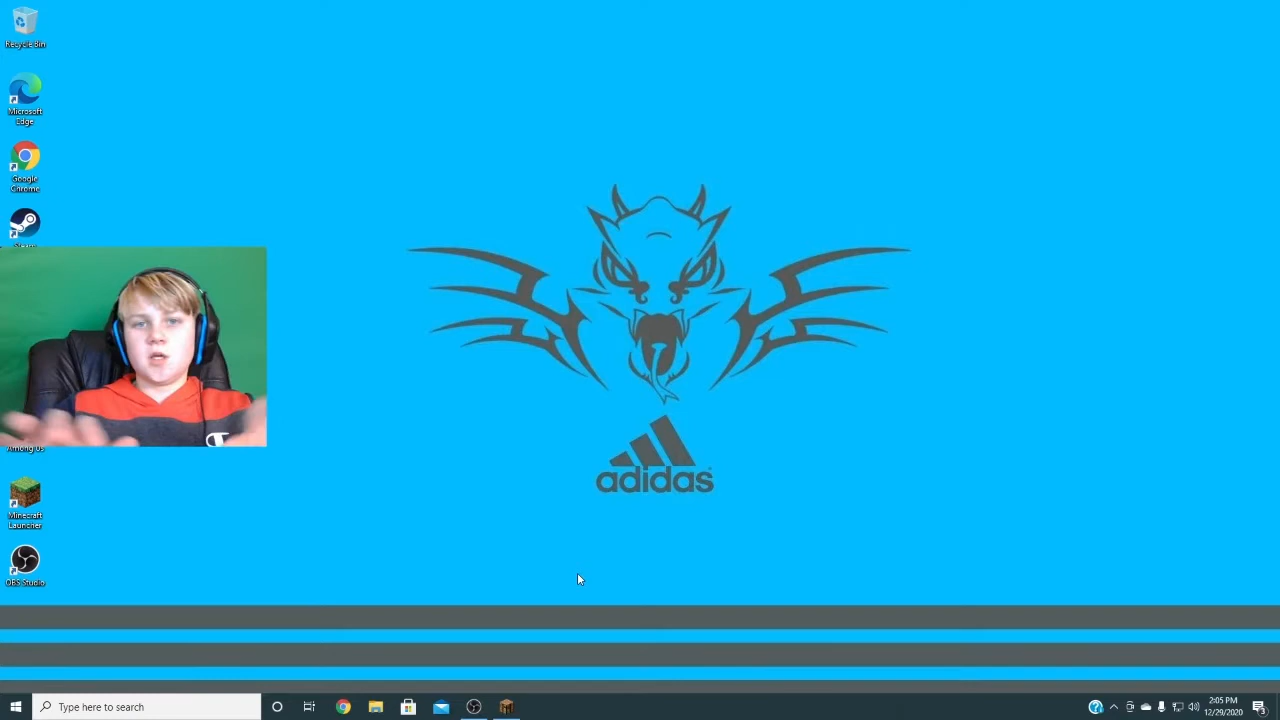 Recycle Bin
Microsoft
Edge
Google
Chrome
Among Us
Minecraft
Launcher
OBS Studio
adidas
Type here to search
2:05 PM
12/29/2020
3